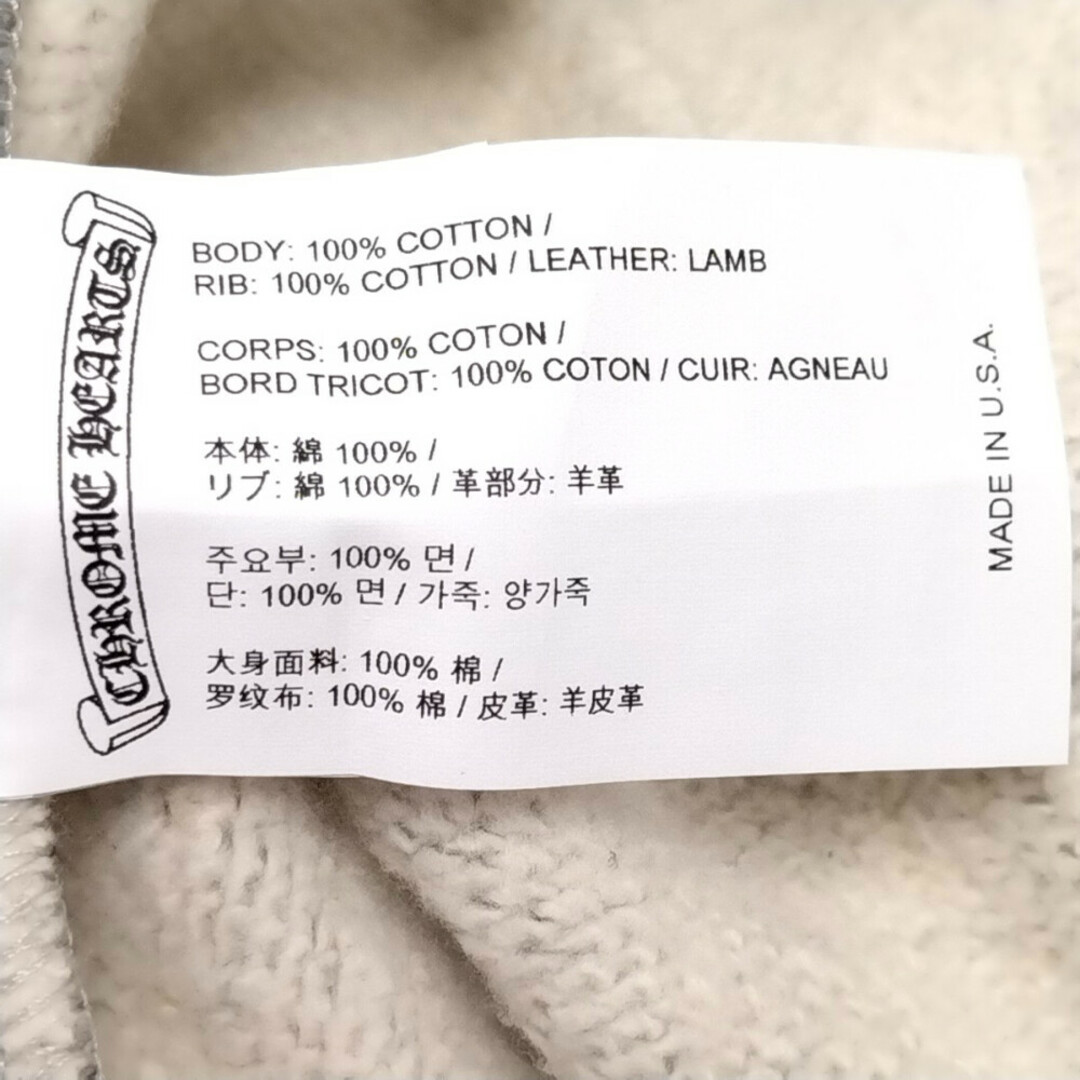 CHROME HEARTS
BODY: 100% COTTON /
RIB: 100% COTTON / LEATHER: LAMB
CORPS: 100% COTON /
BORD TRICOT: 100% COTON / CUIR: AGNEAU
本体: 綿 100% /
リブ: 綿 100% / 革部分: 羊革
주요부: 100% 면 /
단: 100% 면 / 가죽: 양가죽
大身面料: 100% 棉 /
罗纹布: 100% 棉 / 皮革: 羊皮革
MADE IN U.S.A.